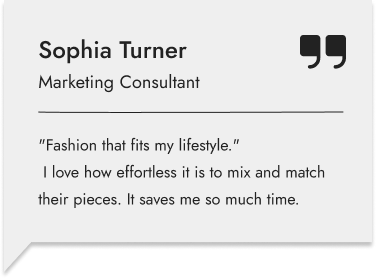 Sophia Turner
Marketing Consultant
"Fashion that fits my lifestyle."
I love how effortless it is to mix and match
their pieces. It saves me so much time.